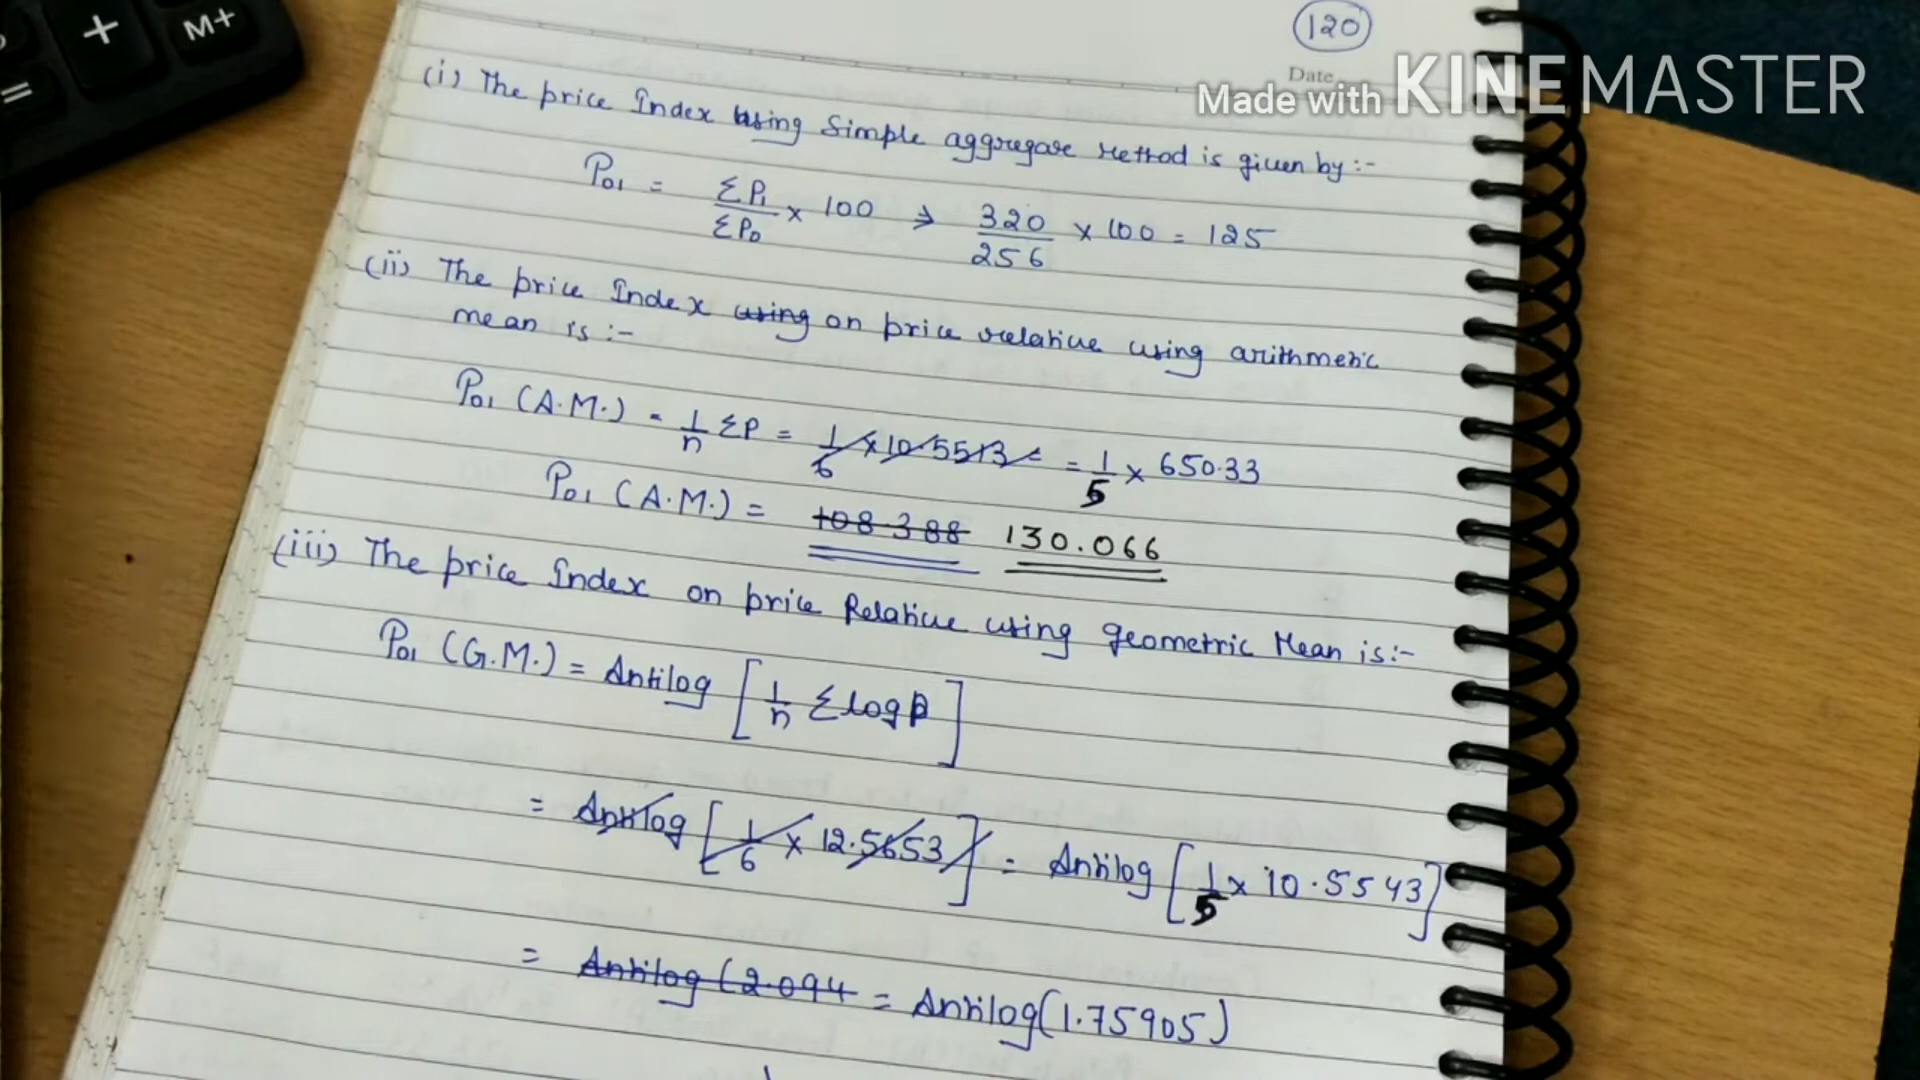 + M+
=
120
Date
Made with KINEMASTER
(i) The price Index using Simple aggregate Method is given by :-
P01 = ΣP1/ΣP0 × 100 ⇒ 320/256 × 100 = 125
(ii) The price Index using on price relative using arithmetic
mean is :-
P01 (A.M.) = 1/n ΣP = 1/6 × 10.5513 = = 1/5 × 650.33
P01 (A.M.) = 108.388 130.066
(iii) The price Index on price Relative using geometric Mean is :-
P01 (G.M.) = Antilog [1/n Σlog P]
= Antilog [1/6 × 12.5653] = Antilog [1/5 × 10.5543]
= Antilog (2.094 = Antilog (1.75905)